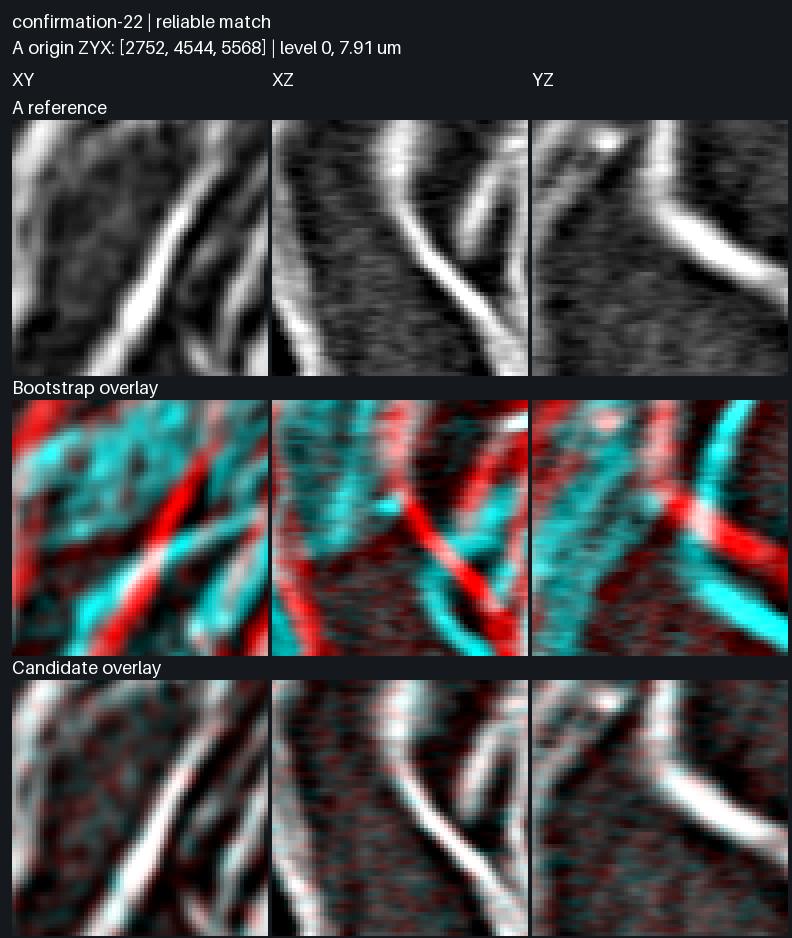 confirmation-22 | reliable match
A origin ZYX: [2752, 4544, 5568] | level 0, 7.91 um
XY XZ YZ
A reference
Bootstrap overlay
Candidate overlay